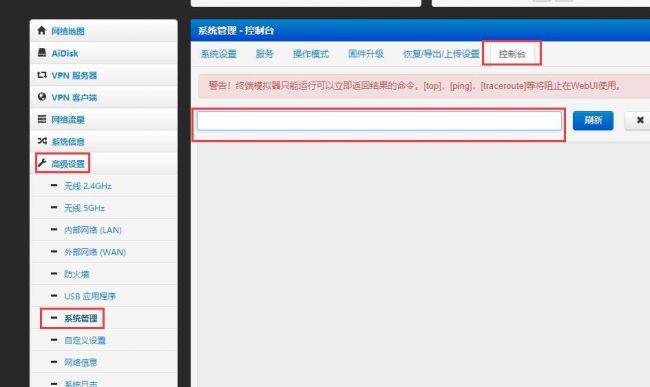 网络地图
AiDisk
VPN 服务器
VPN 客户端
网络流量
系统信息
高级设置
无线 2.4GHz
无线 5GHz
内部网络 (LAN)
外部网络 (WAN)
防火墙
USB 应用程序
系统管理
自定义设置
网络信息
系统日志
系统管理 - 控制台
系统设置 服务 操作模式 固件升级 恢复/导出/上传设置 控制台
警告！终端模拟器只能运行可以立即返回结果的命令。[top]，[ping]，[traceroute]等将阻止在WebUI使用。
刷新